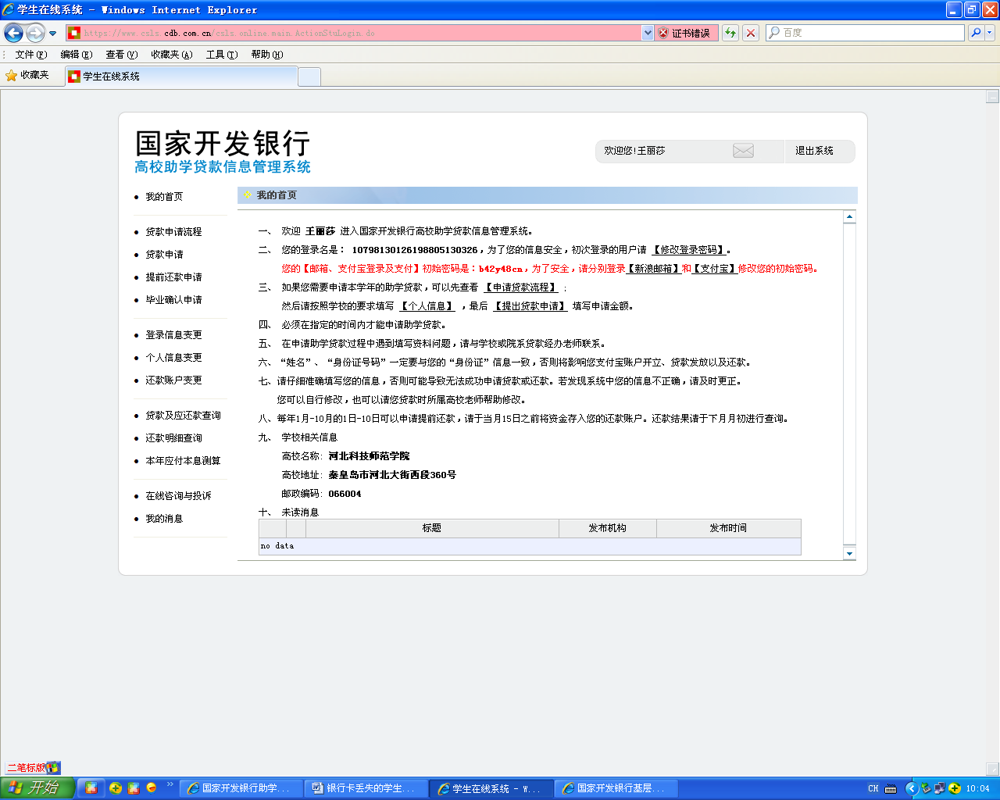 学生在线系统 - Windows Internet Explorer
https://www.csls.cdb.com.cn/csls.online.main.ActionStuLogin.do
证书错误
百度
文件(F) 编辑(E) 查看(V) 收藏夹(A) 工具(T) 帮助(H)
收藏夹
学生在线系统
国家开发银行
高校助学贷款信息管理系统
欢迎您!王丽莎
退出系统
我的首页
贷款申请流程
贷款申请
提前还款申请
毕业确认申请
登录信息变更
个人信息变更
还款账户变更
贷款及应还款查询
还款明细查询
本年应付本息测算
在线咨询与投诉
我的消息
我的首页
一、 欢迎 王丽莎 进入国家开发银行高校助学贷款信息管理系统。
二、 您的登录名是： 10798130126198805130326，为了您的信息安全，初次登录的用户请 【修改登录密码】。
您的【邮箱、支付宝登录及支付】初始密码是：b42y48cn，为了安全，请分别登录【新浪邮箱】和【支付宝】修改您的初始密码。
三、 如果您需要申请本学年的助学贷款，可以先查看 【申请贷款流程】 ；
然后请按照学校的要求填写 【个人信息】 ，最后 【提出贷款申请】 填写申请金额。
四、 必须在指定的时间内才能申请助学贷款。
五、 在申请助学贷款过程中遇到填写资料问题，请与学校或院系贷款经办老师联系。
六、“姓名”、“身份证号码”一定要与您的“身份证”信息一致，否则将影响您支付宝账户开立、贷款发放以及还款。
七、请仔细准确填写您的信息，否则可能导致无法成功申请贷款或还款。若发现系统中您的信息不正确，请及时更正。
您可以自行修改，也可以请您贷款时所属高校老师帮助修改。
八、每年1月-10月的1日-10日可以申请提前还款，请于当月15日之前将资金存入您的还款账户。还款结果请于下月月初进行查询。
九、 学校相关信息
高校名称: 河北科技师范学院
高校地址: 秦皇岛市河北大街西段360号
邮政编码: 066004
十、 未读消息
标题 发布机构 发布时间
no data
二笔标版
开始
国家开发银行助学...
银行卡丢失的学生...
学生在线系统 - W...
国家开发银行基层...
CH
10:04